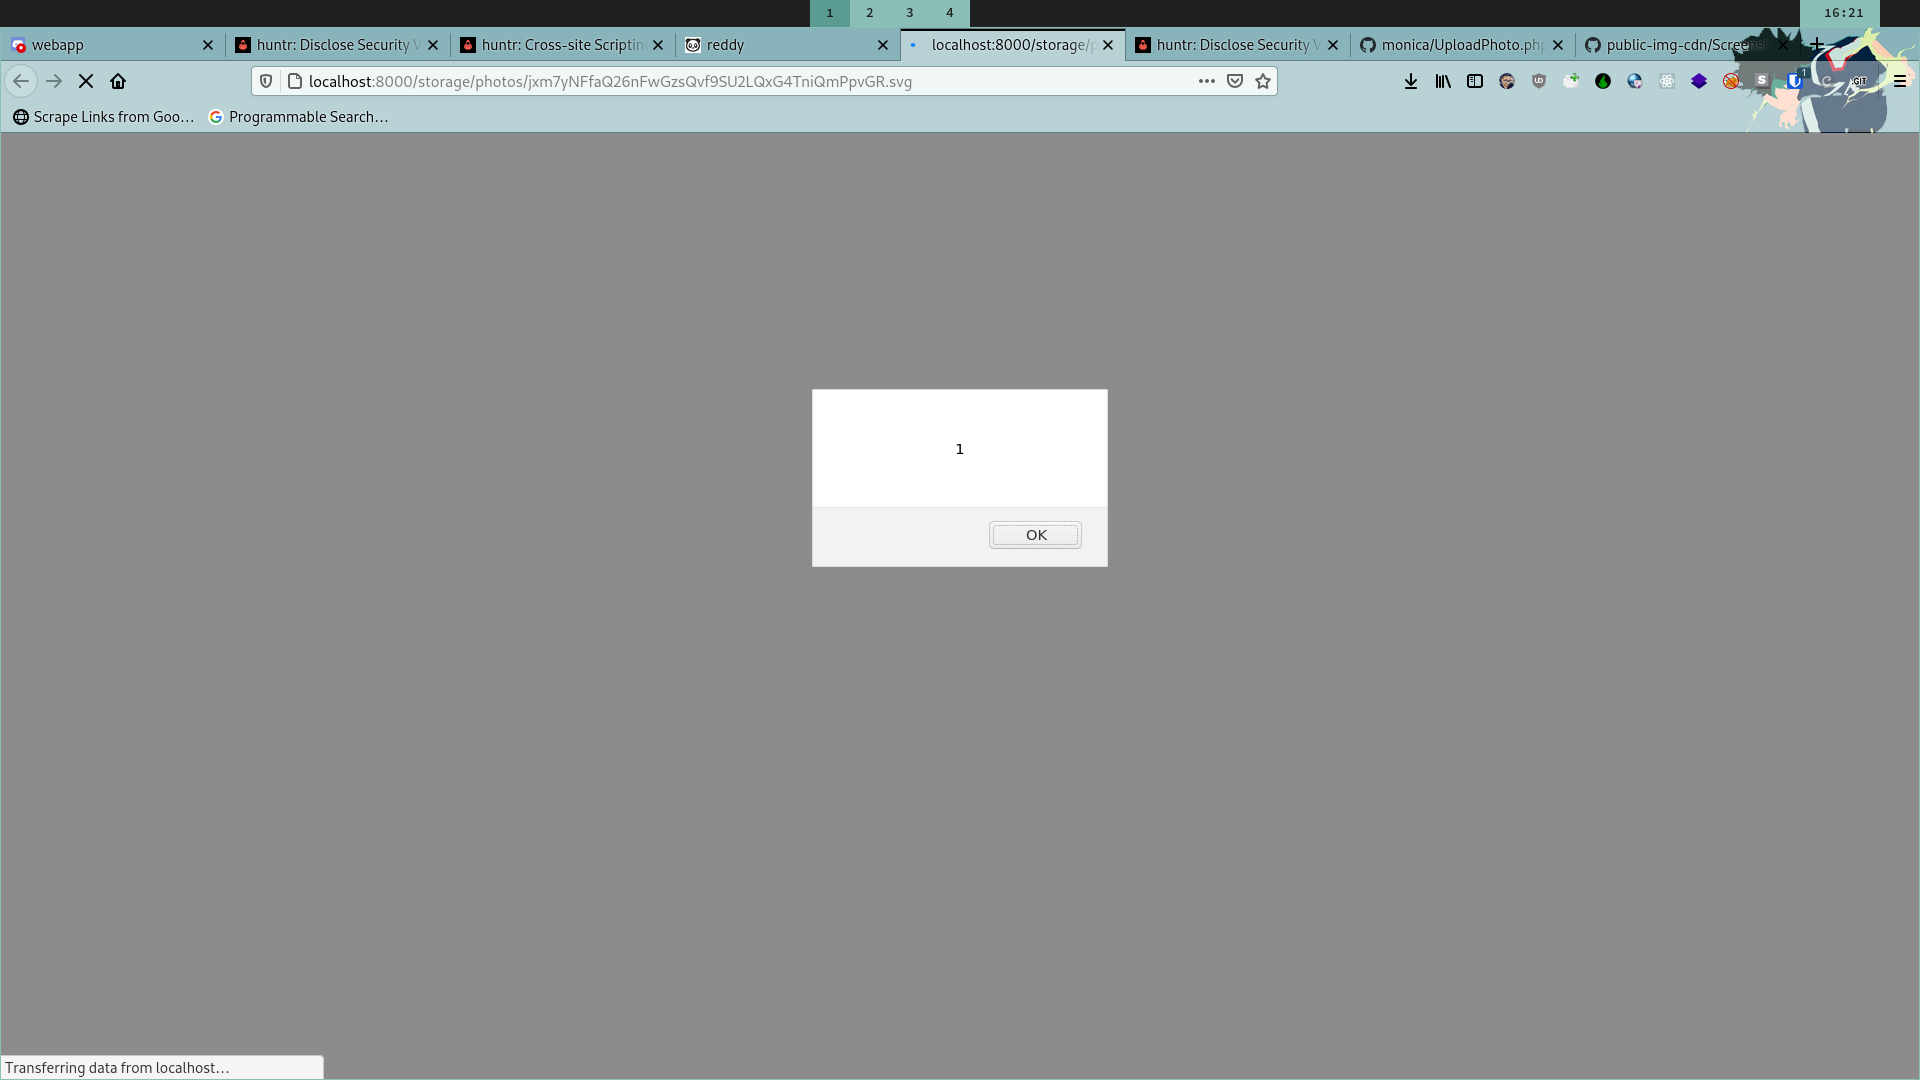 1 2 3 4 16:21
webapp huntr: Disclose Security V huntr: Cross-site Scriptin reddy localhost:8000/storage/p huntr: Disclose Security V monica/UploadPhoto.php public-img-cdn/Screensh
localhost:8000/storage/photos/jxm7yNFfaQ26nFwGzsQvf9SU2LQxG4TniQmPpvGR.svg
Scrape Links from Goo… Programmable Search…
1
OK
Transferring data from localhost…